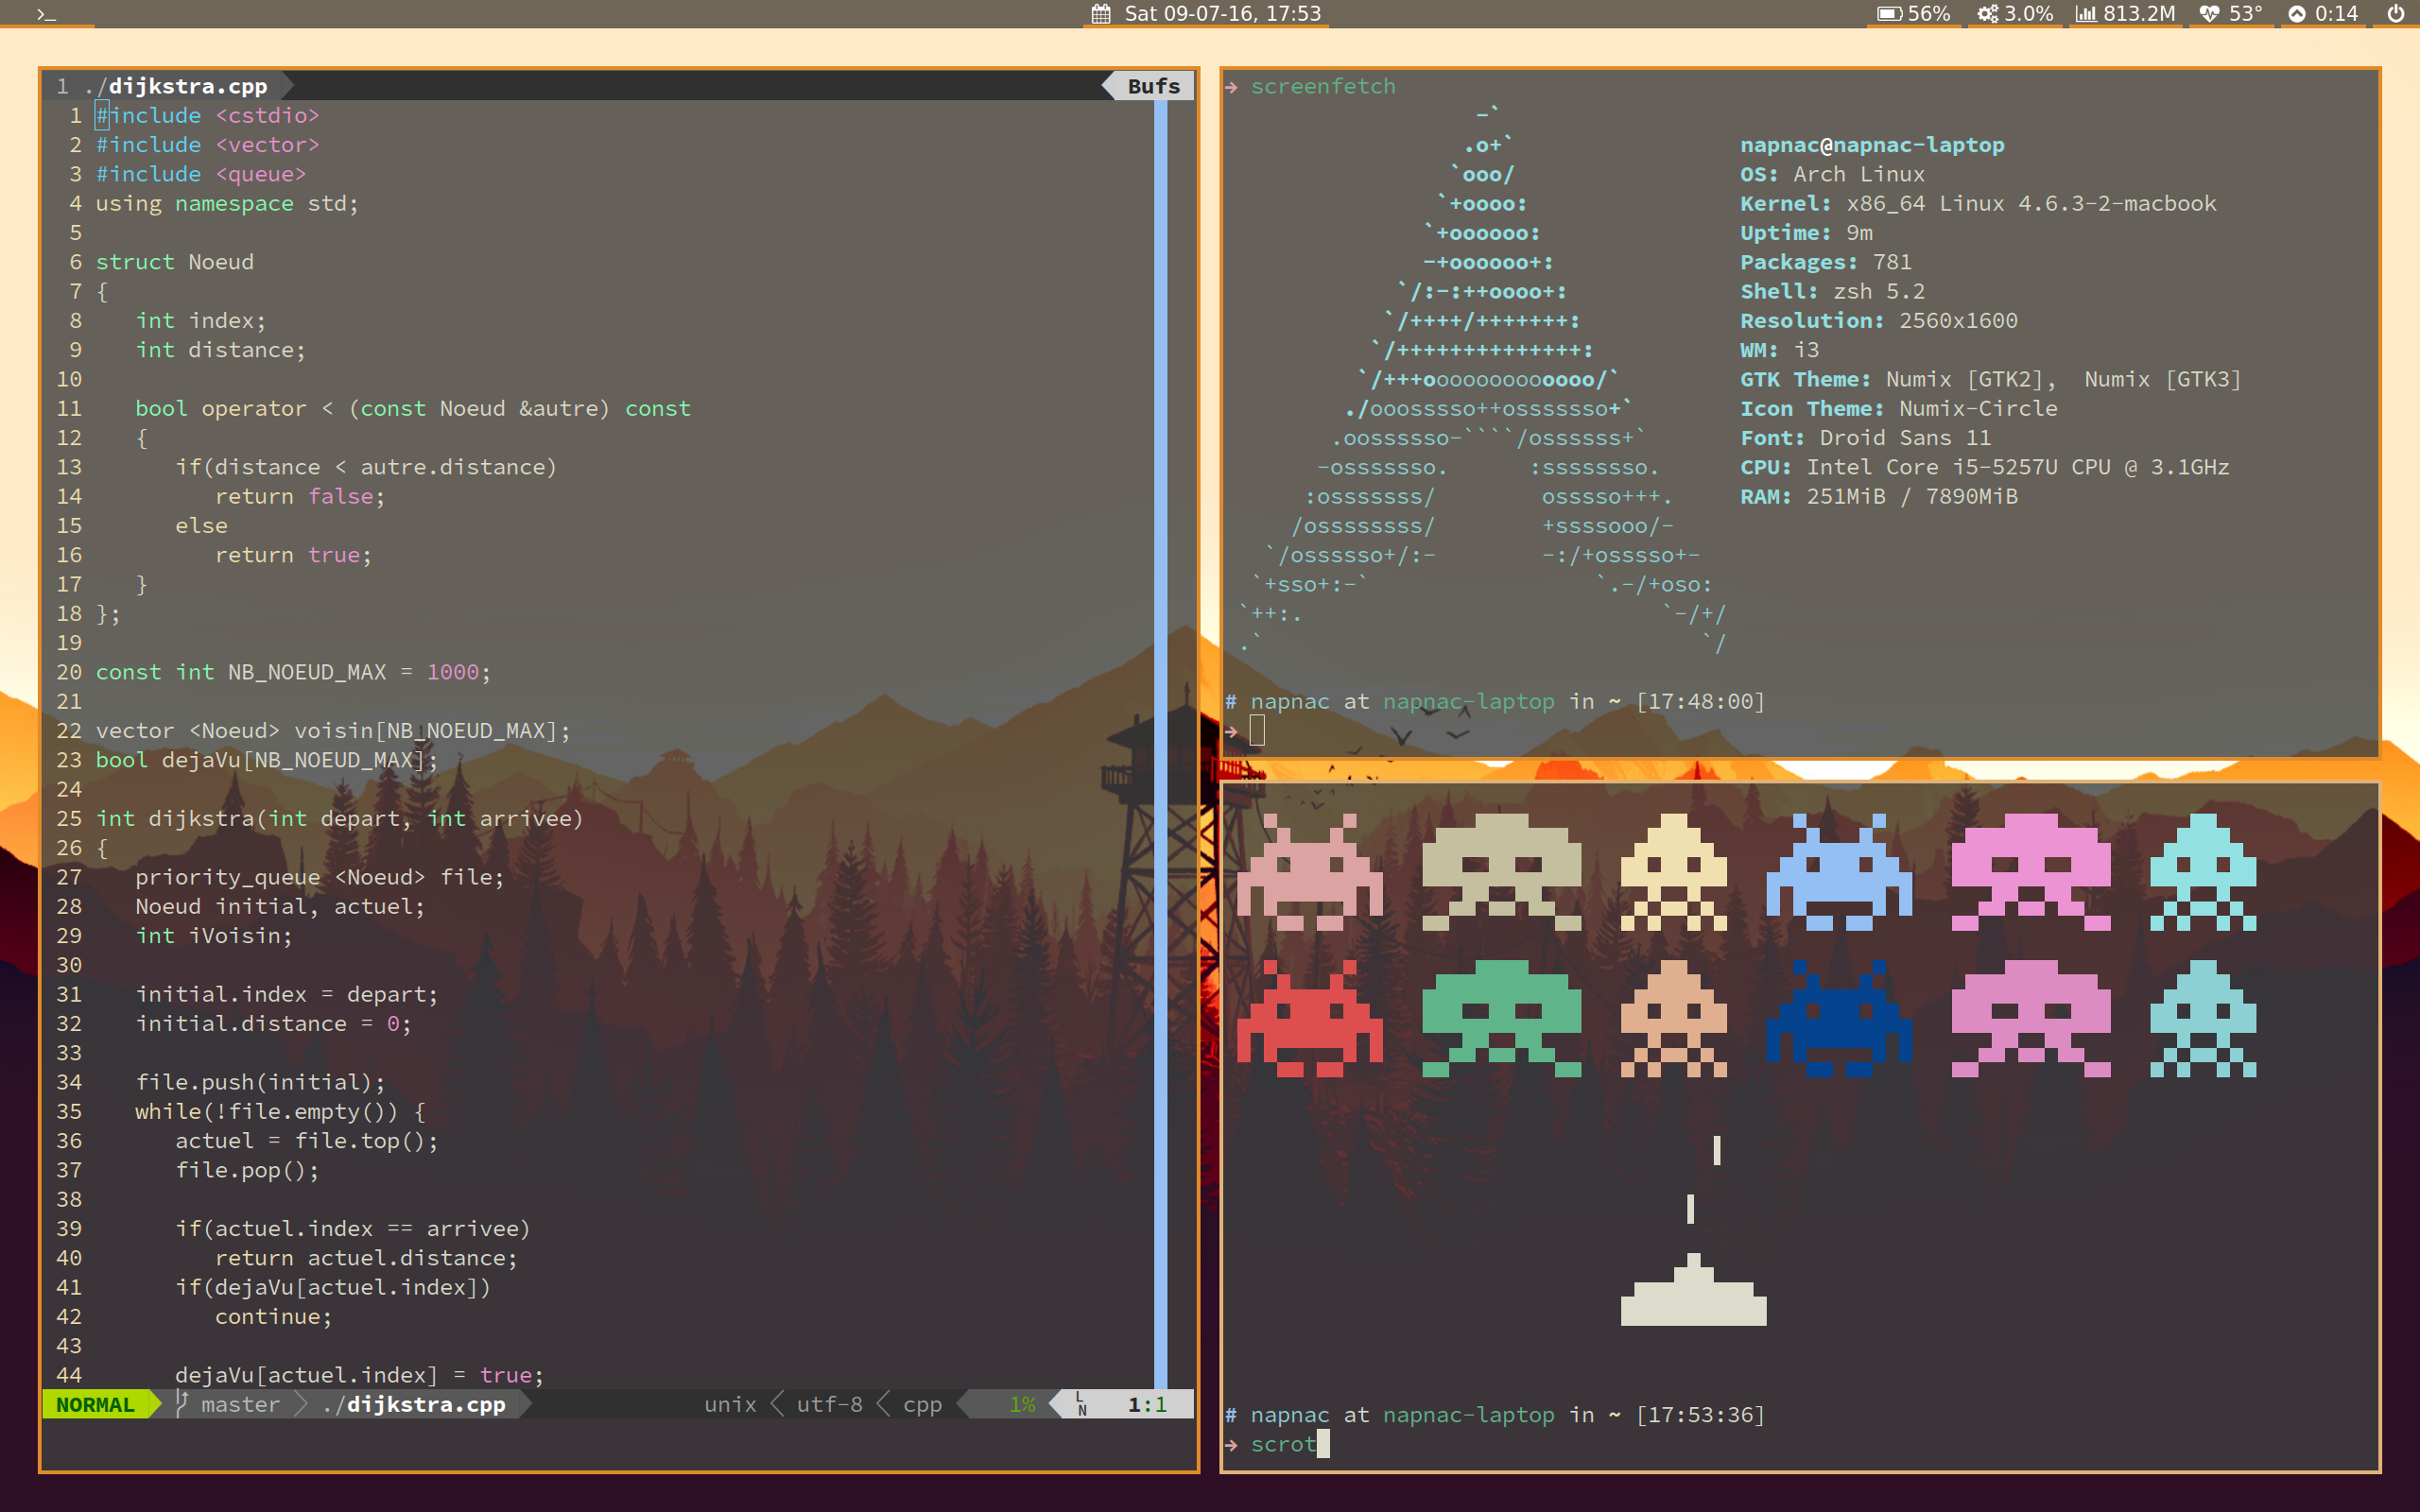 >_
Sat 09-07-16, 17:53
56% 3.0% 813.2M 53° 0:14
1 ./dijkstra.cpp Bufs
1 #include <cstdio>
2 #include <vector>
3 #include <queue>
4 using namespace std;
5
6 struct Noeud
7 {
8    int index;
9    int distance;
10
11    bool operator < (const Noeud &autre) const
12    {
13       if(distance < autre.distance)
14          return false;
15       else
16          return true;
17    }
18 };
19
20 const int NB_NOEUD_MAX = 1000;
21
22 vector <Noeud> voisin[NB_NOEUD_MAX];
23 bool dejaVu[NB_NOEUD_MAX];
24
25 int dijkstra(int depart, int arrivee)
26 {
27    priority_queue <Noeud> file;
28    Noeud initial, actuel;
29    int iVoisin;
30
31    initial.index = depart;
32    initial.distance = 0;
33
34    file.push(initial);
35    while(!file.empty()) {
36       actuel = file.top();
37       file.pop();
38
39       if(actuel.index == arrivee)
40          return actuel.distance;
41       if(dejaVu[actuel.index])
42          continue;
43
44       dejaVu[actuel.index] = true;
NORMAL master ./dijkstra.cpp unix utf-8 cpp 1% LN 1:1
→ screenfetch
                   -`
                  .o+`
                 `ooo/
                `+oooo:
               `+oooooo:
               -+oooooo+:
             `/:-:++oooo+:
            `/++++/+++++++:
           `/++++++++++++++:
          `/+++ooooooooooooo/`
         ./ooosssso++osssssso+`
        .oossssso-````/ossssss+`
       -osssssso.      :ssssssso.
      :osssssss/        osssso+++.
     /ossssssss/        +ssssooo/-
   `/ossssso+/:-        -:/+osssso+-
  `+sso+:-`                 `.-/+oso:
 `++:.                           `-/+/
 .`                                 `/
napnac@napnac-laptop
OS: Arch Linux
Kernel: x86_64 Linux 4.6.3-2-macbook
Uptime: 9m
Packages: 781
Shell: zsh 5.2
Resolution: 2560x1600
WM: i3
GTK Theme: Numix [GTK2],  Numix [GTK3]
Icon Theme: Numix-Circle
Font: Droid Sans 11
CPU: Intel Core i5-5257U CPU @ 3.1GHz
RAM: 251MiB / 7890MiB
# napnac at napnac-laptop in ~ [17:48:00]
→
# napnac at napnac-laptop in ~ [17:53:36]
→ scrot